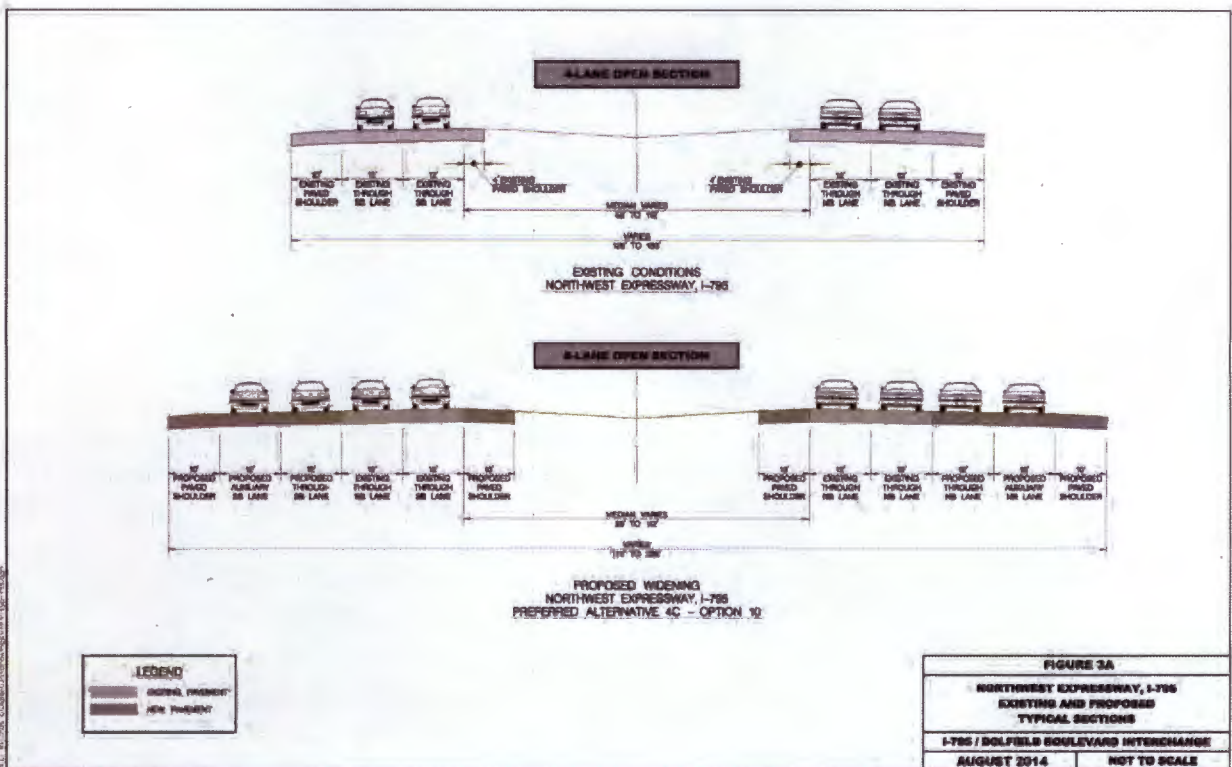 4-LANE OPEN SECTION
EXISTING PAVED SHOULDER
EXISTING THROUGH SB LANE
EXISTING THROUGH SB LANE
EXISTING PAVED SHOULDER
EXISTING PAVED SHOULDER
EXISTING THROUGH NB LANE
EXISTING THROUGH NB LANE
EXISTING PAVED SHOULDER
MEDIAN VARIES
VARIES
EXISTING CONDITIONS
NORTHWEST EXPRESSWAY, I-795
8-LANE OPEN SECTION
PROPOSED PAVED SHOULDER
PROPOSED AUXILIARY SB LANE
PROPOSED THROUGH SB LANE
EXISTING THROUGH SB LANE
EXISTING THROUGH SB LANE
PROPOSED PAVED SHOULDER
PROPOSED PAVED SHOULDER
EXISTING THROUGH NB LANE
EXISTING THROUGH NB LANE
PROPOSED THROUGH NB LANE
PROPOSED AUXILIARY NB LANE
PROPOSED PAVED SHOULDER
MEDIAN VARIES
VARIES
PROPOSED WIDENING
NORTHWEST EXPRESSWAY, I-795
PREFERRED ALTERNATIVE 4C - OPTION 10
LEGEND
EXISTING PAVEMENT
NEW PAVEMENT
FIGURE 3A
NORTHWEST EXPRESSWAY, I-795
EXISTING AND PROPOSED
TYPICAL SECTIONS
I-795 / DOLFIELD BOULEVARD INTERCHANGE
AUGUST 2014
NOT TO SCALE